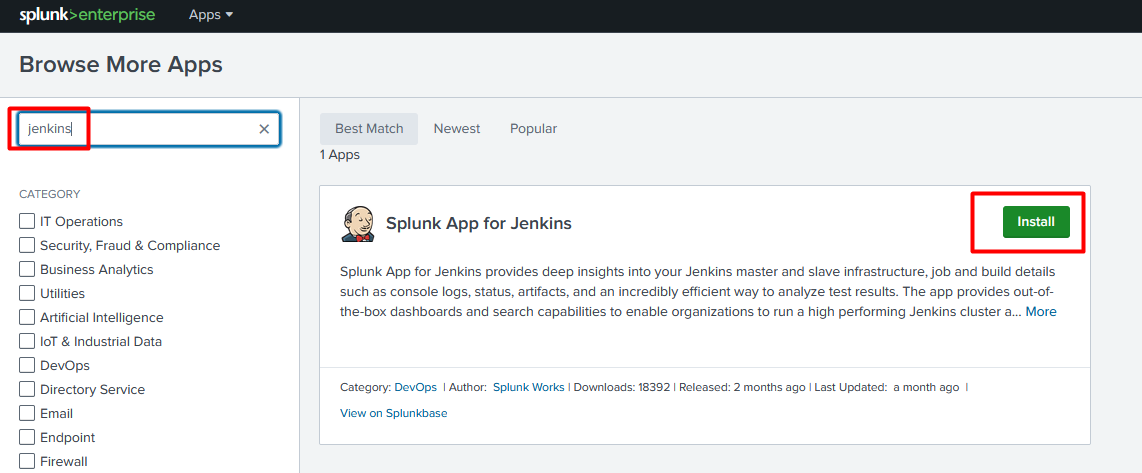 splunk>enterprise Apps
Browse More Apps
jenkins
CATEGORY
IT Operations
Security, Fraud & Compliance
Business Analytics
Utilities
Artificial Intelligence
IoT & Industrial Data
DevOps
Directory Service
Email
Endpoint
Firewall
Best Match Newest Popular
1 Apps
Splunk App for Jenkins
Install
Splunk App for Jenkins provides deep insights into your Jenkins master and slave infrastructure, job and build details
such as console logs, status, artifacts, and an incredibly efficient way to analyze test results. The app provides out-of-
the-box dashboards and search capabilities to enable organizations to run a high performing Jenkins cluster a... More
Category: DevOps | Author: Splunk Works | Downloads: 18392 | Released: 2 months ago | Last Updated: a month ago |
View on Splunkbase